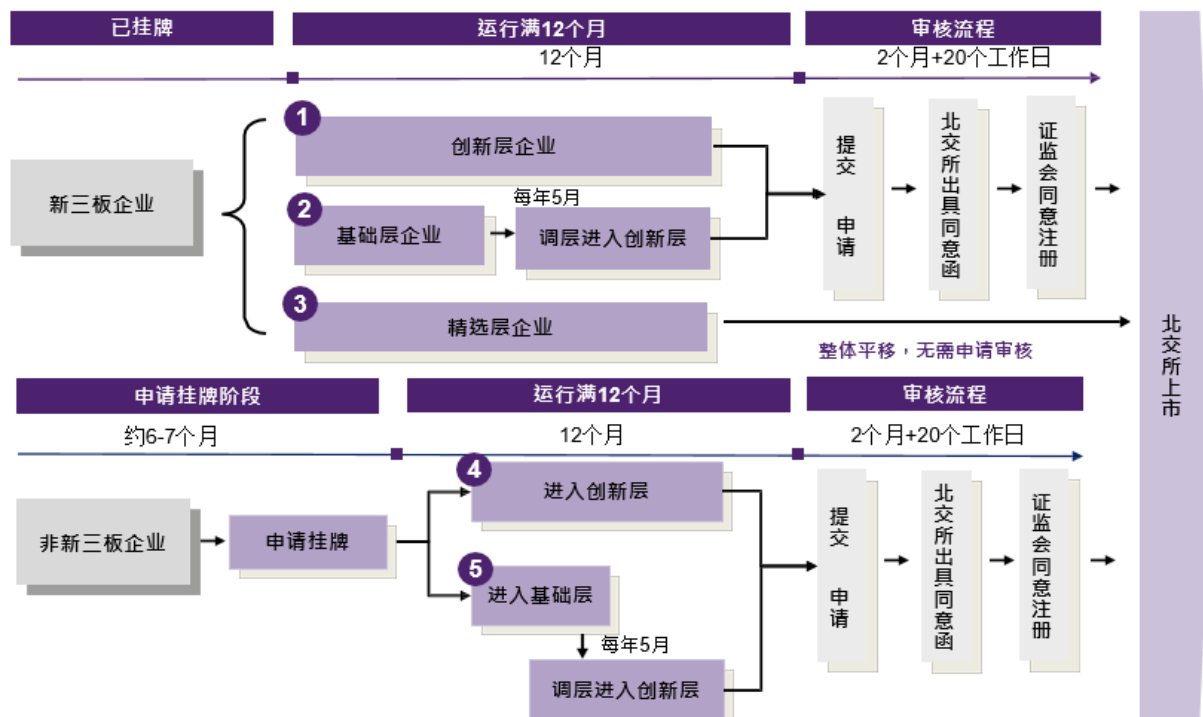 已挂牌
运行满12个月
审核流程
12个月
2个月+20个工作日
新三板企业
1
创新层企业
2
基础层企业
每年5月
调层进入创新层
3
精选层企业
整体平移，无需申请审核
提交 申请
北交所出具同意函
证监会同意注册
北交所上市
申请挂牌阶段
运行满12个月
审核流程
约6-7个月
12个月
2个月+20个工作日
非新三板企业
申请挂牌
4
进入创新层
5
进入基础层
每年5月
调层进入创新层
提交 申请
北交所出具同意函
证监会同意注册